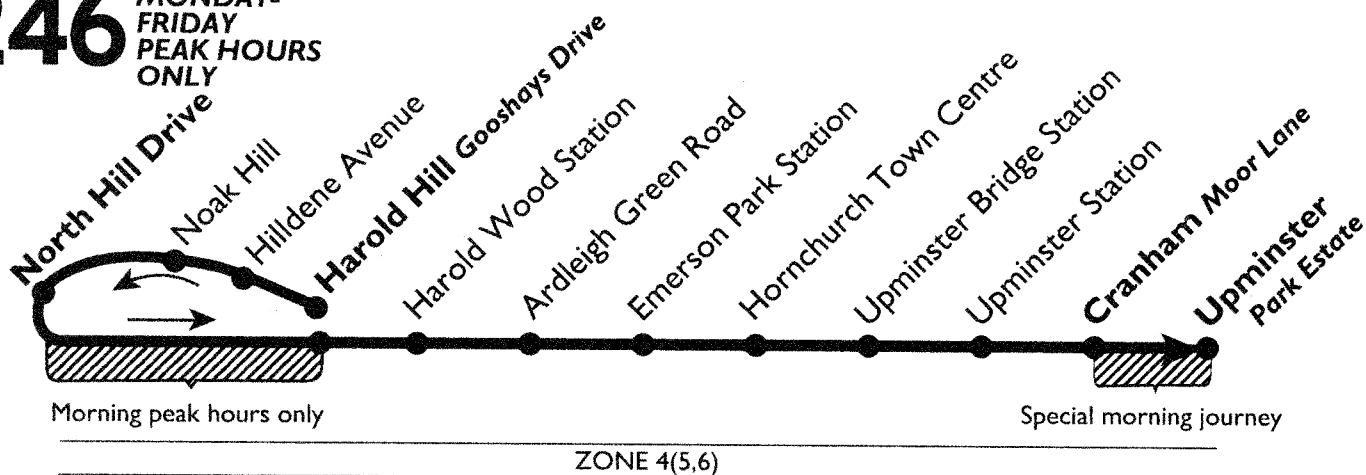 246
MONDAY-
FRIDAY
PEAK HOURS
ONLY
North Hill Drive
Noak Hill
Hilldene Avenue
Harold Hill Gooshays Drive
Harold Wood Station
Ardleigh Green Road
Emerson Park Station
Hornchurch Town Centre
Upminster Bridge Station
Upminster Station
Cranham Moor Lane
Upminster
Park Estate
Morning peak hours only
Special morning journey
ZONE 4(5,6)